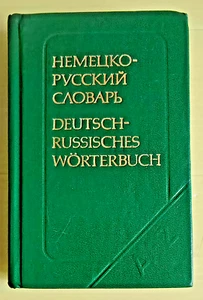 НЕМЕЦКО-
РУССКИЙ
СЛОВАРЬ
DEUTSCH-
RUSSISCHES
WÖRTERBUCH